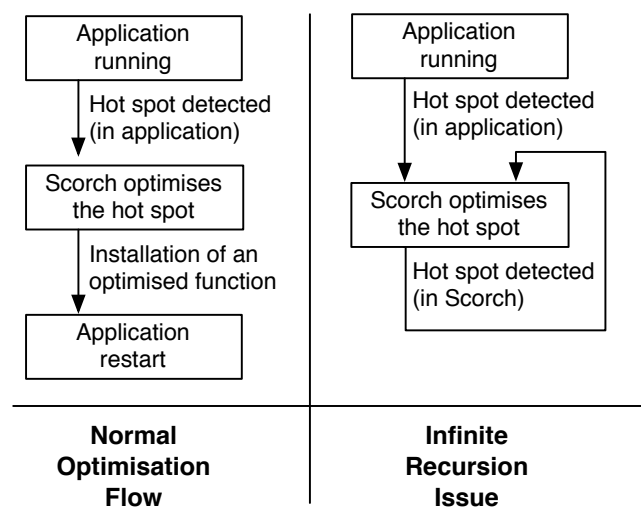 Application
running
Hot spot detected
(in application)
Scorch optimises
the hot spot
Installation of an
optimised function
Application
restart
Normal
Optimisation
Flow
Application
running
Hot spot detected
(in application)
Scorch optimises
the hot spot
Hot spot detected
(in Scorch)
Infinite
Recursion
Issue